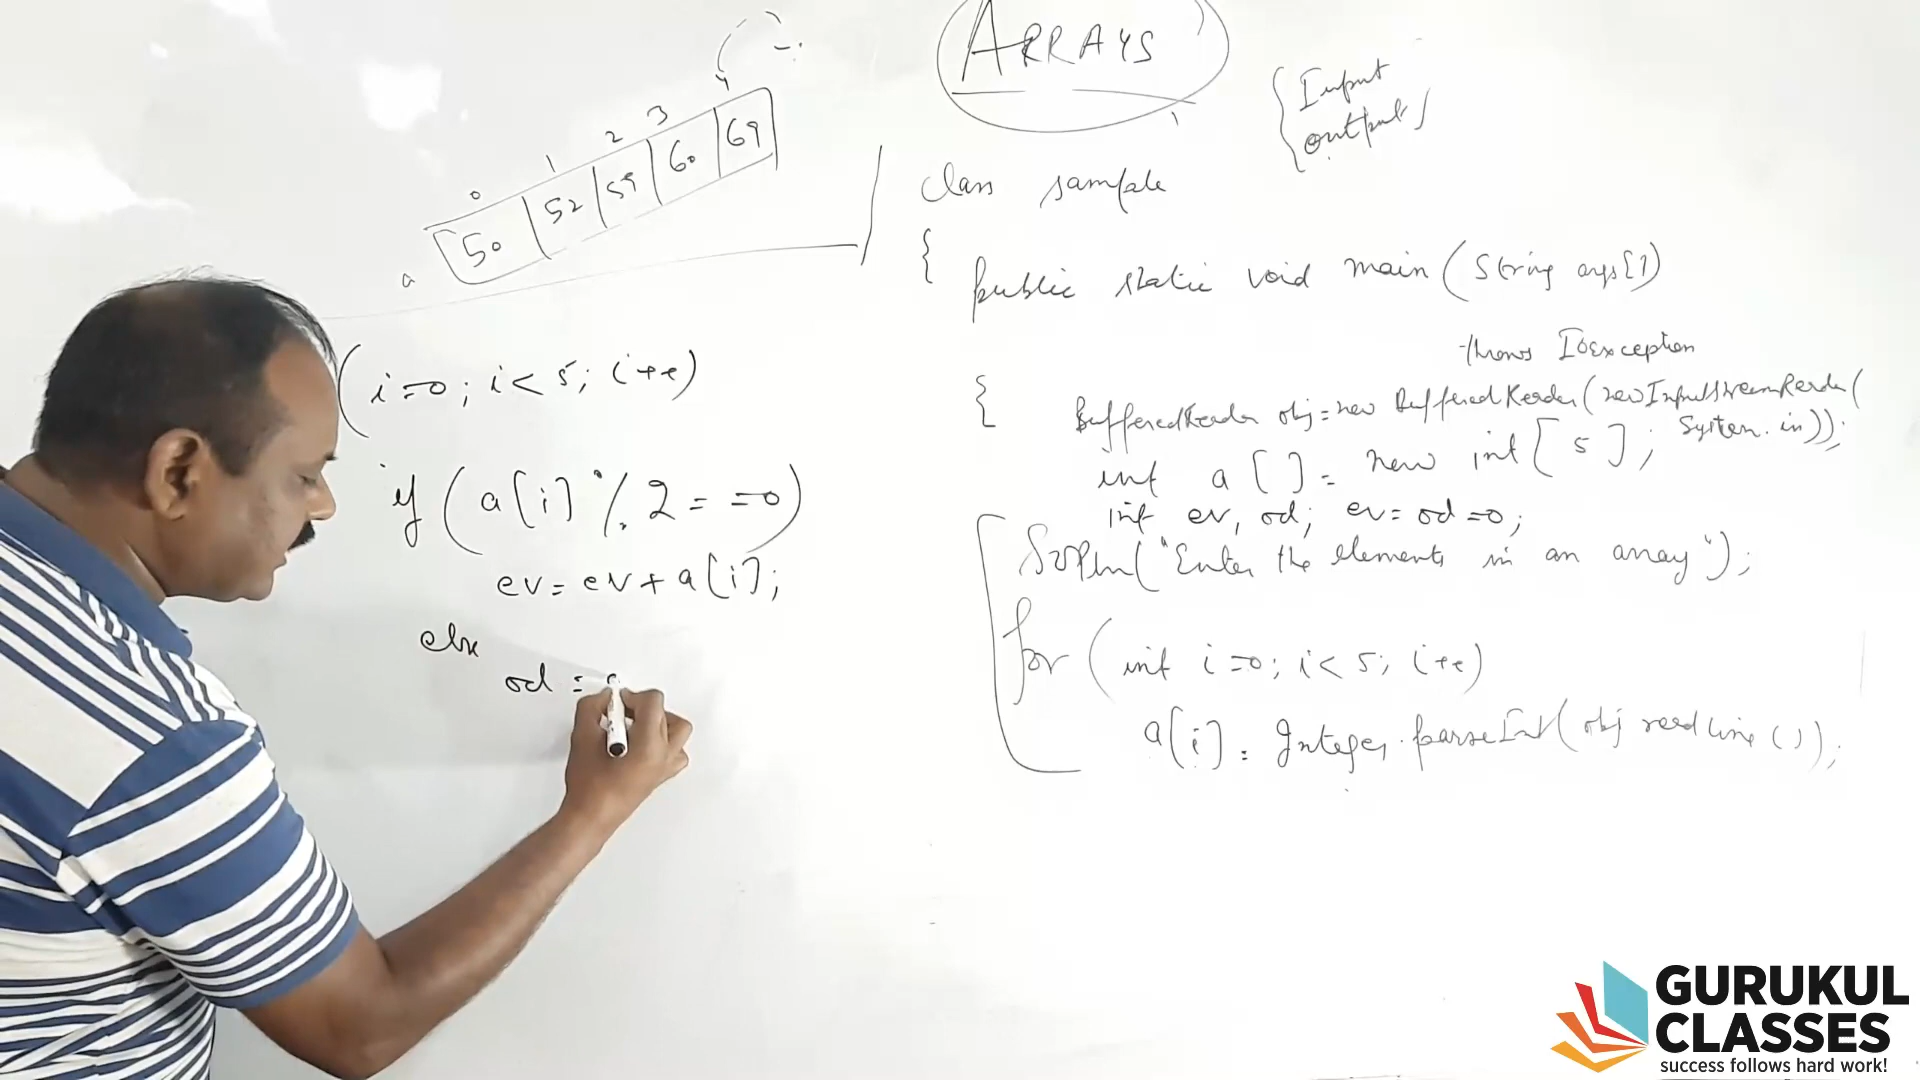 ARRAYS
{ Input
output }
0 1 2 3 4
50 52 59 60 69
a
(i=0; i<5; i++)
if (a[i] % 2 = =0)
ev= ev+ a[i];
else
od =
class sample
{
public static void main (String args[])
throws IOException
{
BufferedReader obj=new BufferedReader(new InputStreamReader(
System.in));
int a [ ] = new int [ 5 ];
int ev, od; ev= od =0;
SOPln("Enter the elements in an array");
for (int i =0; i< 5; i++)
a[i] = Integer.parseInt(obj readline ());
GURUKUL
CLASSES
success follows hard work!